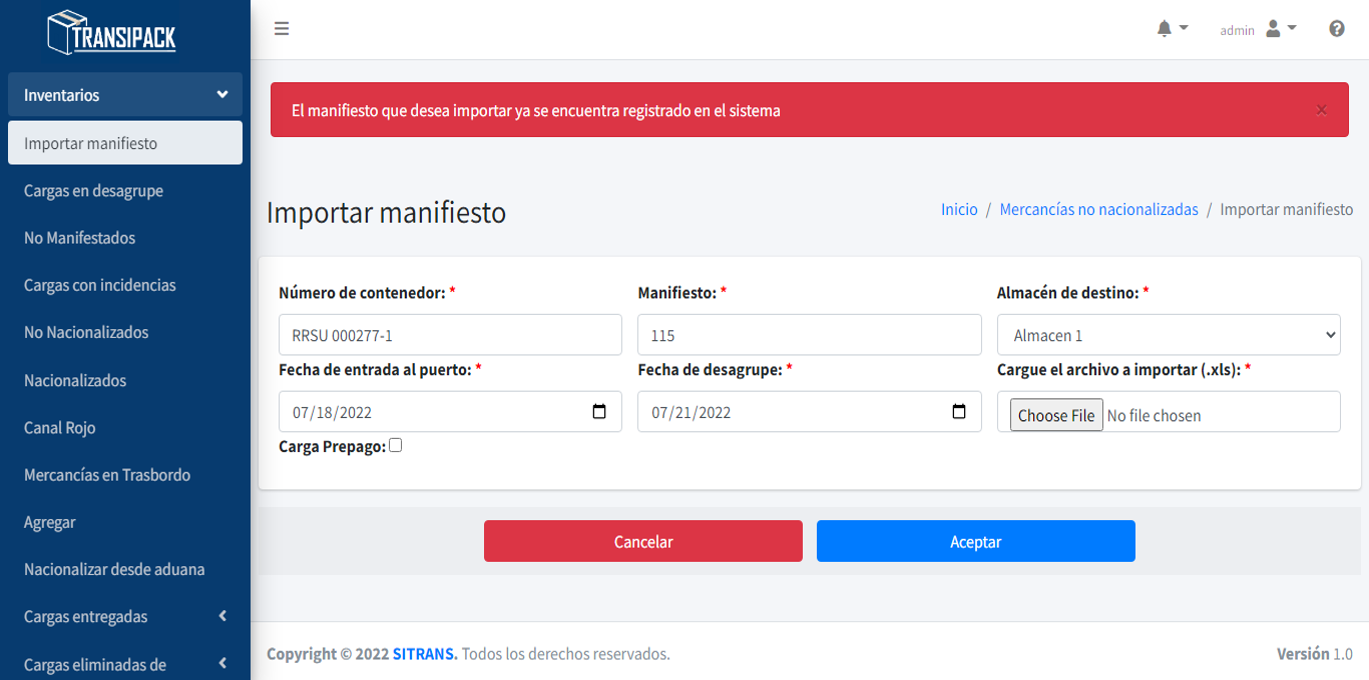 TRANSIPACK
admin
Inventarios
Importar manifiesto
Cargas en desagrupe
No Manifestados
Cargas con incidencias
No Nacionalizados
Nacionalizados
Canal Rojo
Mercancías en Trasbordo
Agregar
Nacionalizar desde aduana
Cargas entregadas
Cargas eliminadas de
El manifiesto que desea importar ya se encuentra registrado en el sistema ×
Importar manifiesto
Inicio / Mercancías no nacionalizadas / Importar manifiesto
Número de contenedor: * Manifiesto: * Almacén de destino: *
RRSU 000277-1 115 Almacen 1
Fecha de entrada al puerto: * Fecha de desagrupe: * Cargue el archivo a importar (.xls): *
07/18/2022 07/21/2022 Choose File No file chosen
Carga Prepago:
Cancelar Aceptar
Copyright © 2022 SITRANS. Todos los derechos reservados. Versión 1.0